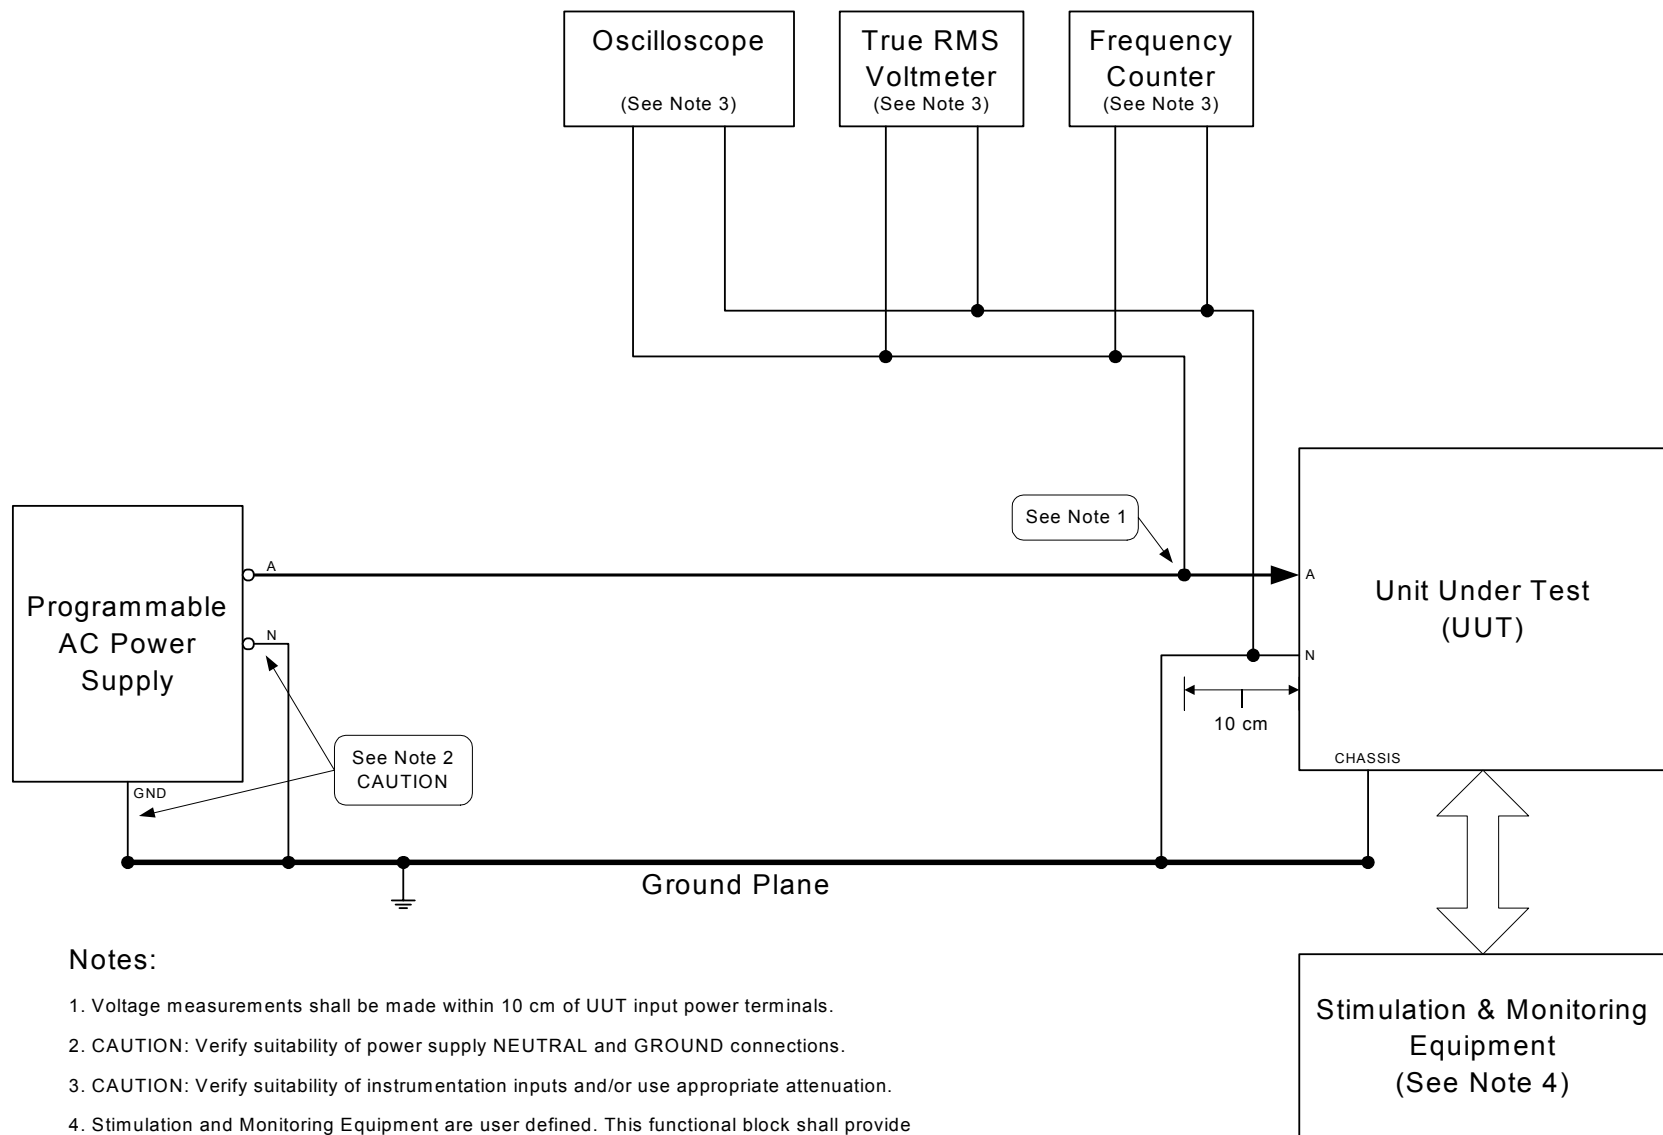 Oscilloscope
(See Note 3)
True RMS
Voltmeter
(See Note 3)
Frequency
Counter
(See Note 3)
See Note 1
Programmable
AC Power
Supply
A
N
GND
See Note 2
CAUTION
A
N
Unit Under Test
(UUT)
10 cm
CHASSIS
Ground Plane
Notes:
1. Voltage measurements shall be made within 10 cm of UUT input power terminals.
2. CAUTION: Verify suitability of power supply NEUTRAL and GROUND connections.
3. CAUTION: Verify suitability of instrumentation inputs and/or use appropriate attenuation.
4. Stimulation and Monitoring Equipment are user defined. This functional block shall provide
Stimulation & Monitoring
Equipment
(See Note 4)